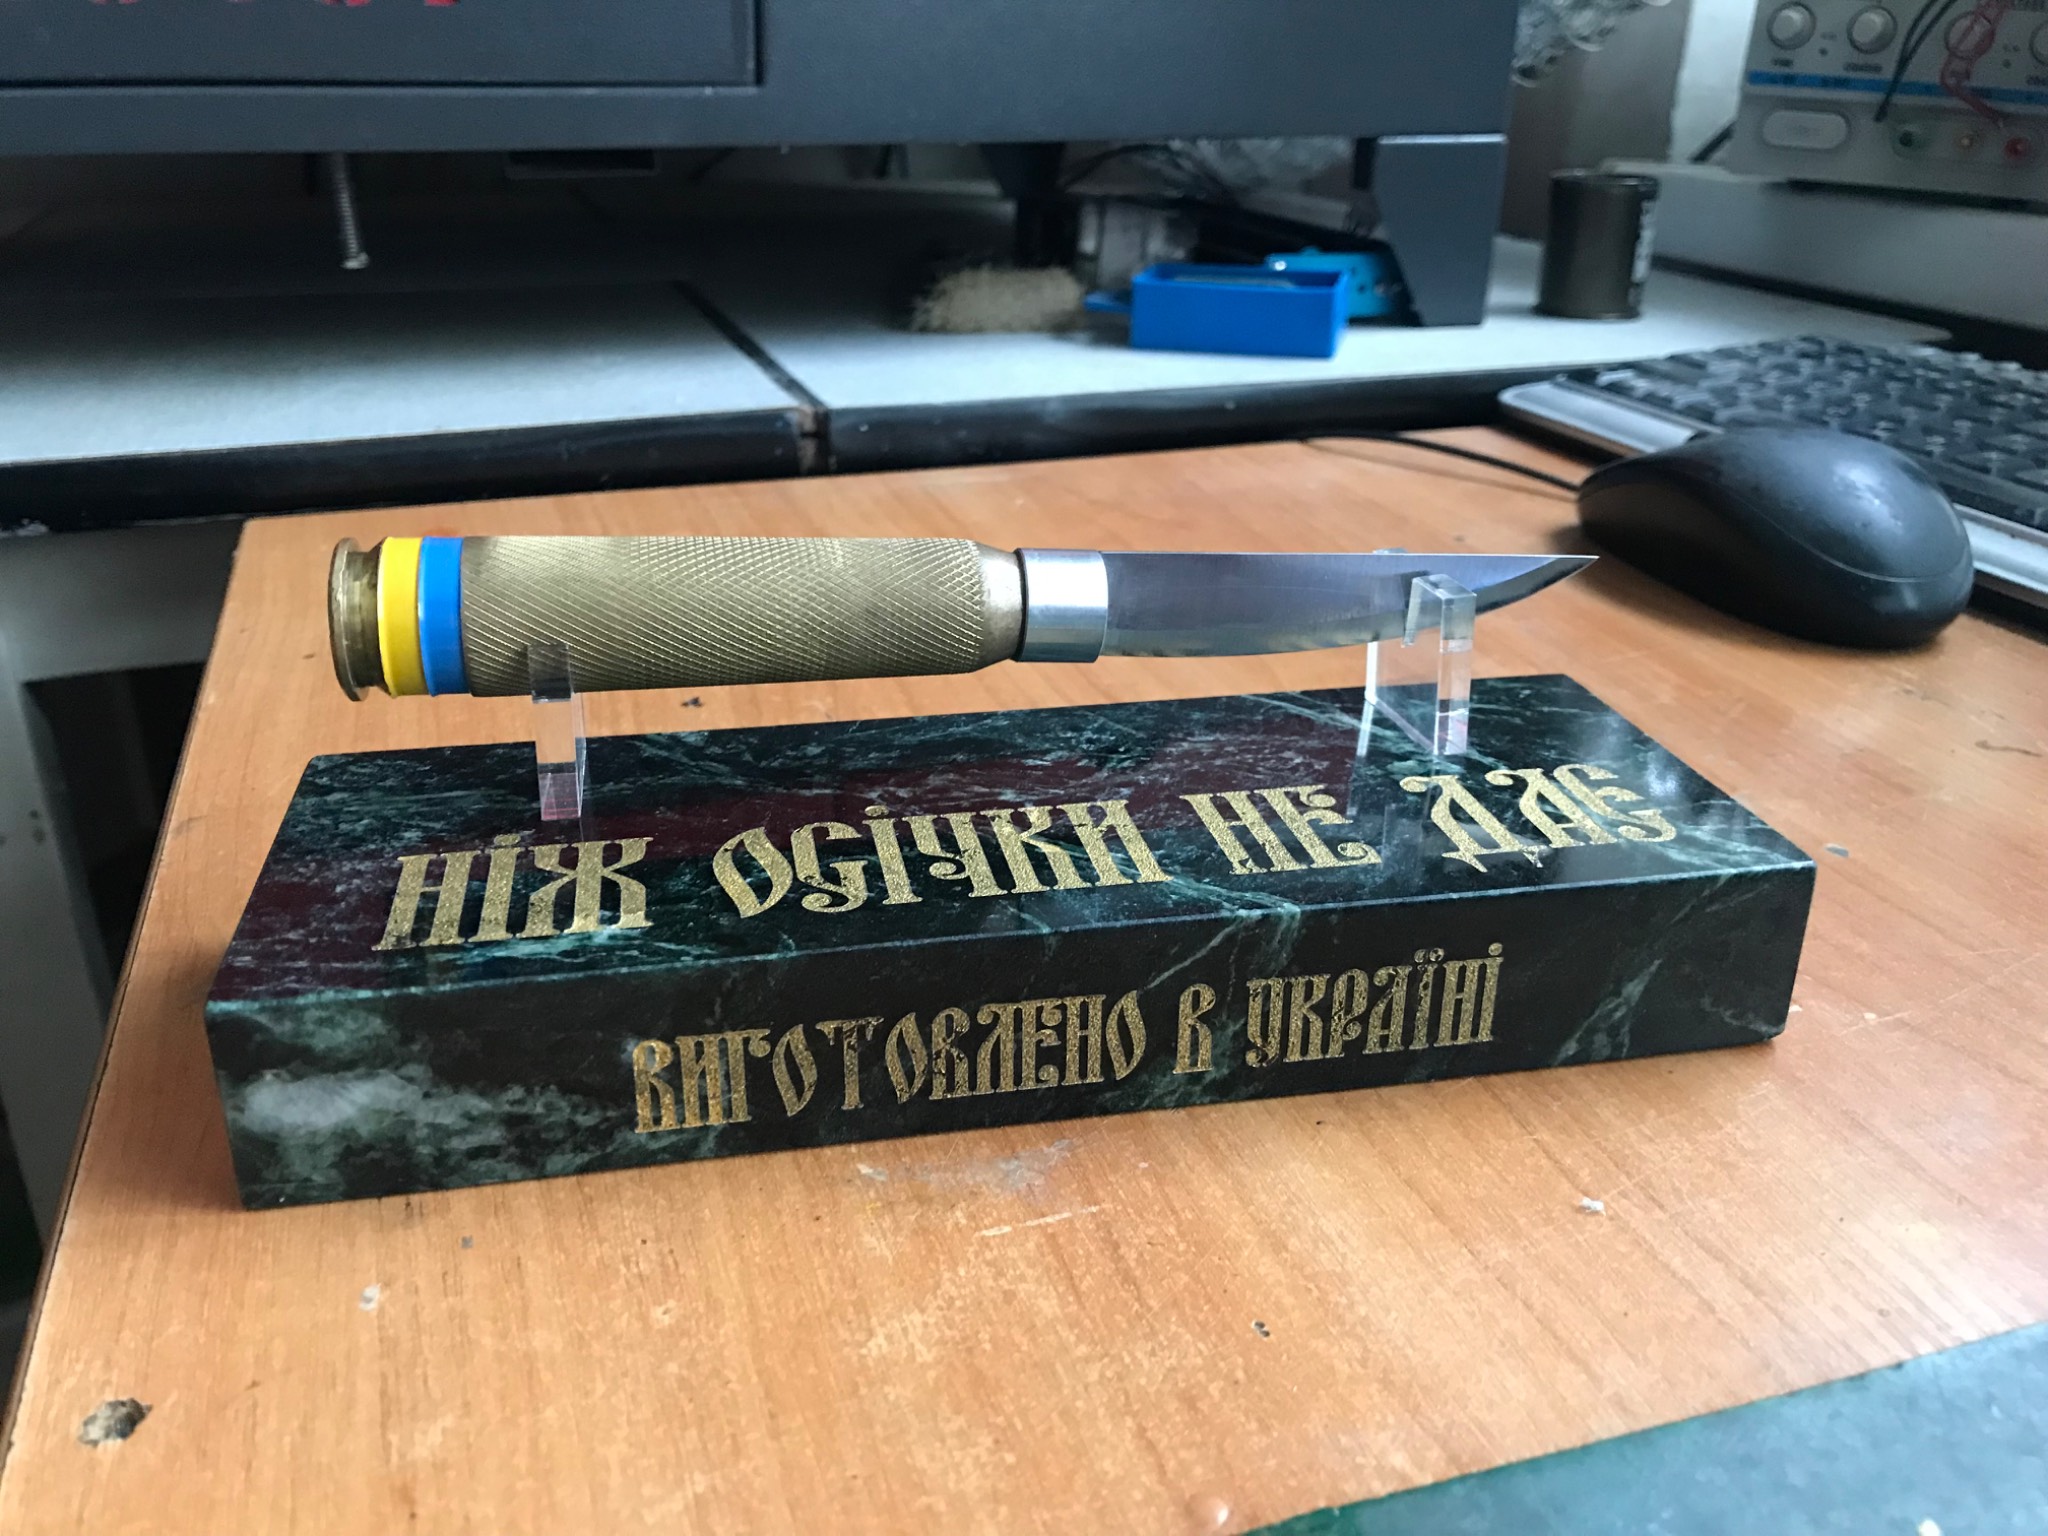 НІЖ ОСІЧКИ НЕ ДАЄ
ВИГОТОВЛЕНО В УКРАЇНІ